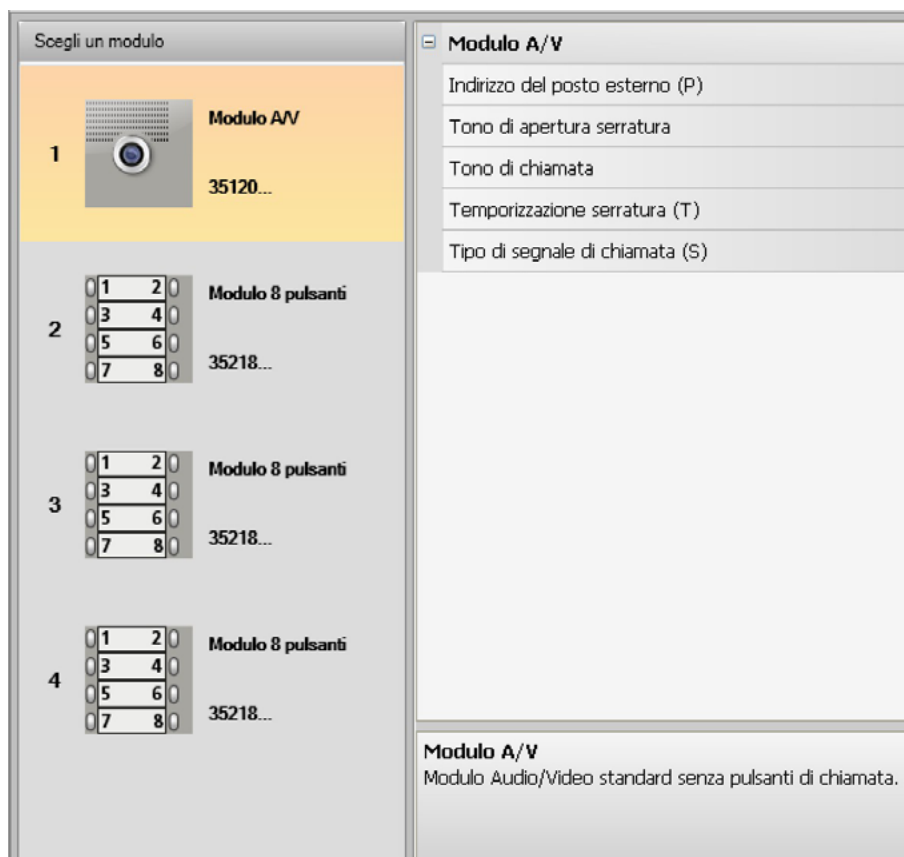 Scegli un modulo
1
Modulo A/V
35120...
2
1 2
3 4
5 6
7 8
Modulo 8 pulsanti
35218...
3
1 2
3 4
5 6
7 8
Modulo 8 pulsanti
35218...
4
1 2
3 4
5 6
7 8
Modulo 8 pulsanti
35218...
Modulo A/V
Indirizzo del posto esterno (P)
Tono di apertura serratura
Tono di chiamata
Temporizzazione serratura (T)
Tipo di segnale di chiamata (S)
Modulo A/V
Modulo Audio/Video standard senza pulsanti di chiamata.